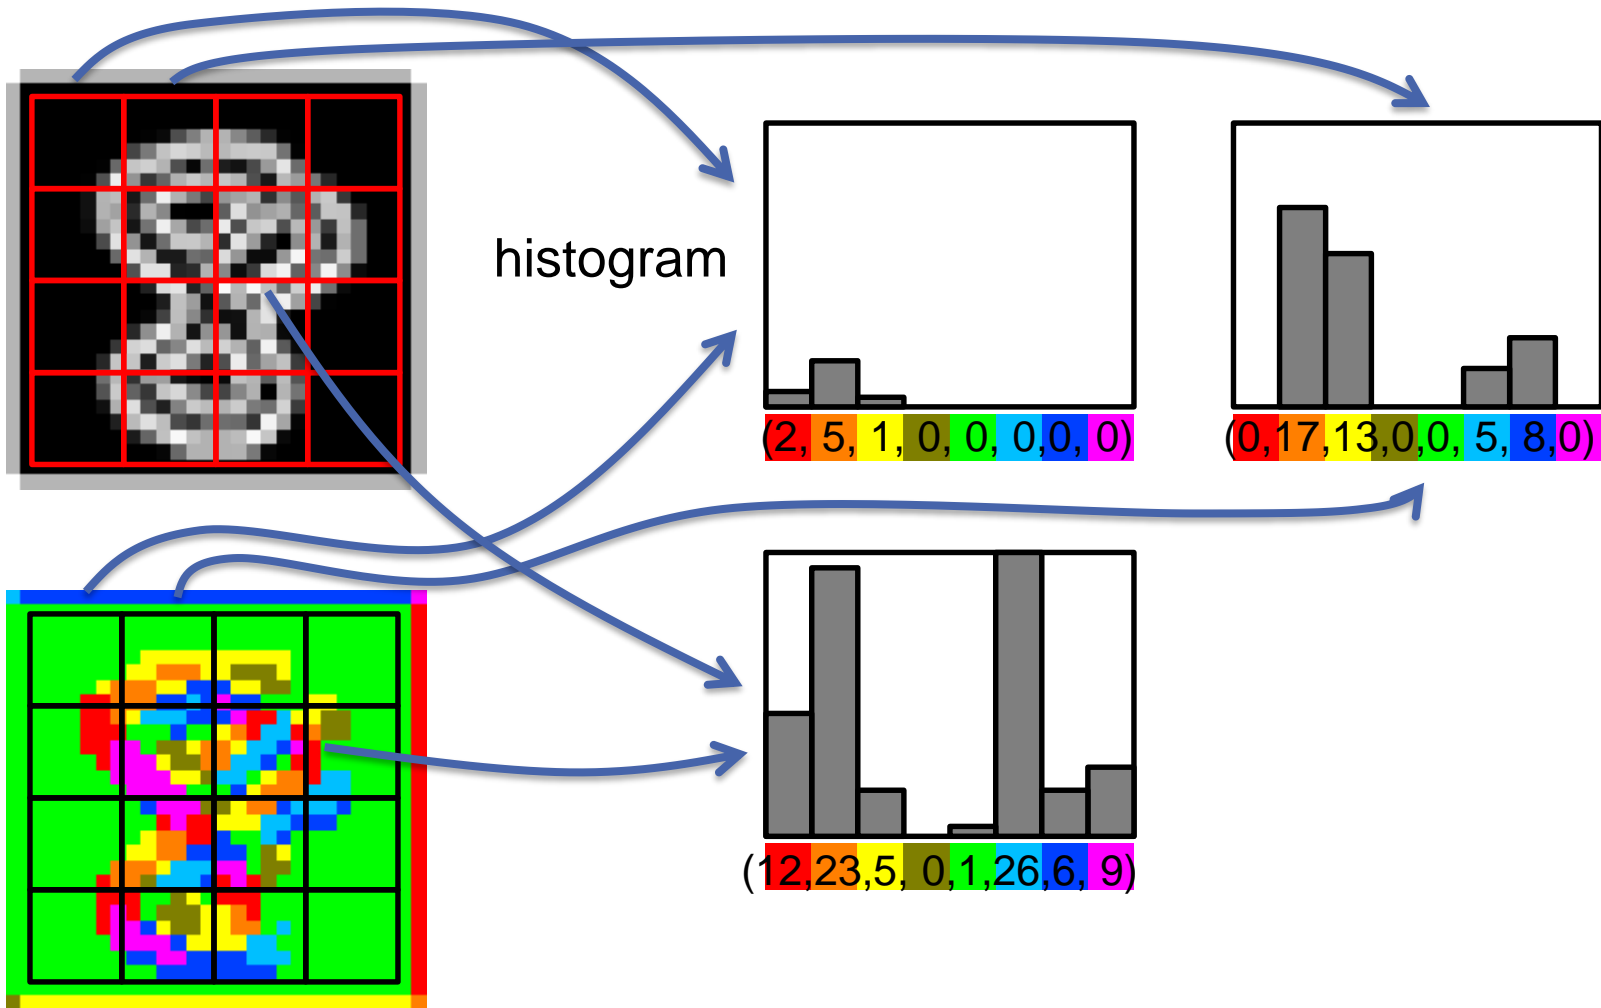 histogram
(2, 5, 1, 0, 0, 0,0, 0)
(0,17,13,0,0, 5, 8,0)
(12,23,5, 0,1,26,6, 9)